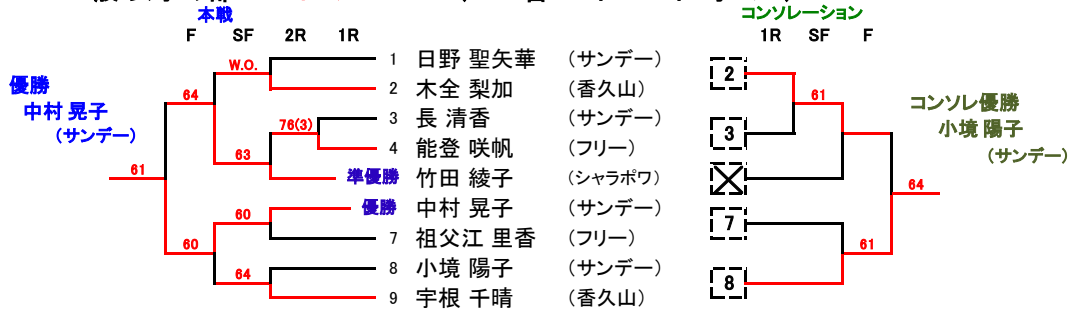 本戦
コンソレーション
F SF 2R 1R
1R SF F
W.O.
1 日野 聖矢華 (サンデー)
2 木全 梨加 (香久山)
2
優勝
中村 晃子
(サンデー)
64
76(3)
3 長 清香 (サンデー)
4 能登 咲帆 (フリー)
3
61
コンソレ優勝
小境 陽子
(サンデー)
61
63
準優勝 竹田 綾子 (シャラポワ)
64
60
優勝 中村 晃子 (サンデー)
7 祖父江 里香 (フリー)
7
60
61
64
8 小境 陽子 (サンデー)
9 宇根 千晴 (香久山)
8